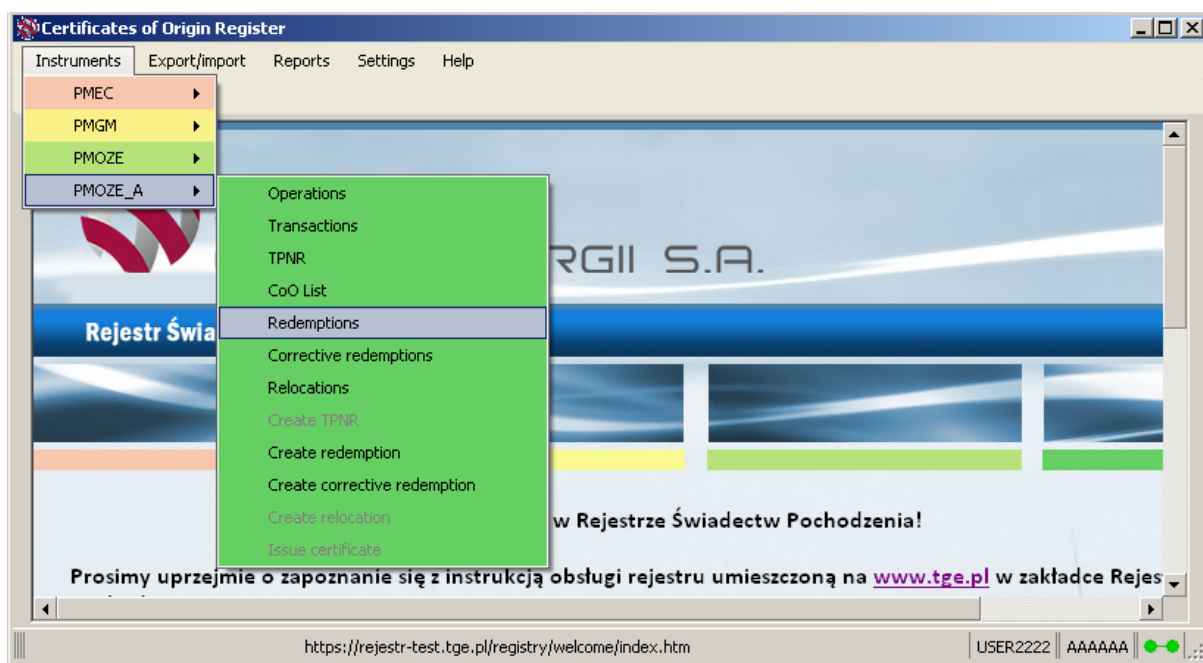 Certificates of Origin Register
Instruments Export/import Reports Settings Help
PMEC
PMGM
PMOZE
PMOZE_A
Operations
Transactions
TPNR
CoO List
Redemptions
Corrective redemptions
Relocations
Create TPNR
Create redemption
Create corrective redemption
Create relocation
Issue certificate
RGII S.A.
Rejestr Świa
w Rejestrze Świadectw Pochodzenia!
Prosimy uprzejmie o zapoznanie się z instrukcją obsługi rejestru umieszczoną na www.tge.pl w zakładce Rejes
https://rejestr-test.tge.pl/registry/welcome/index.htm
USER2222 AAAAAA